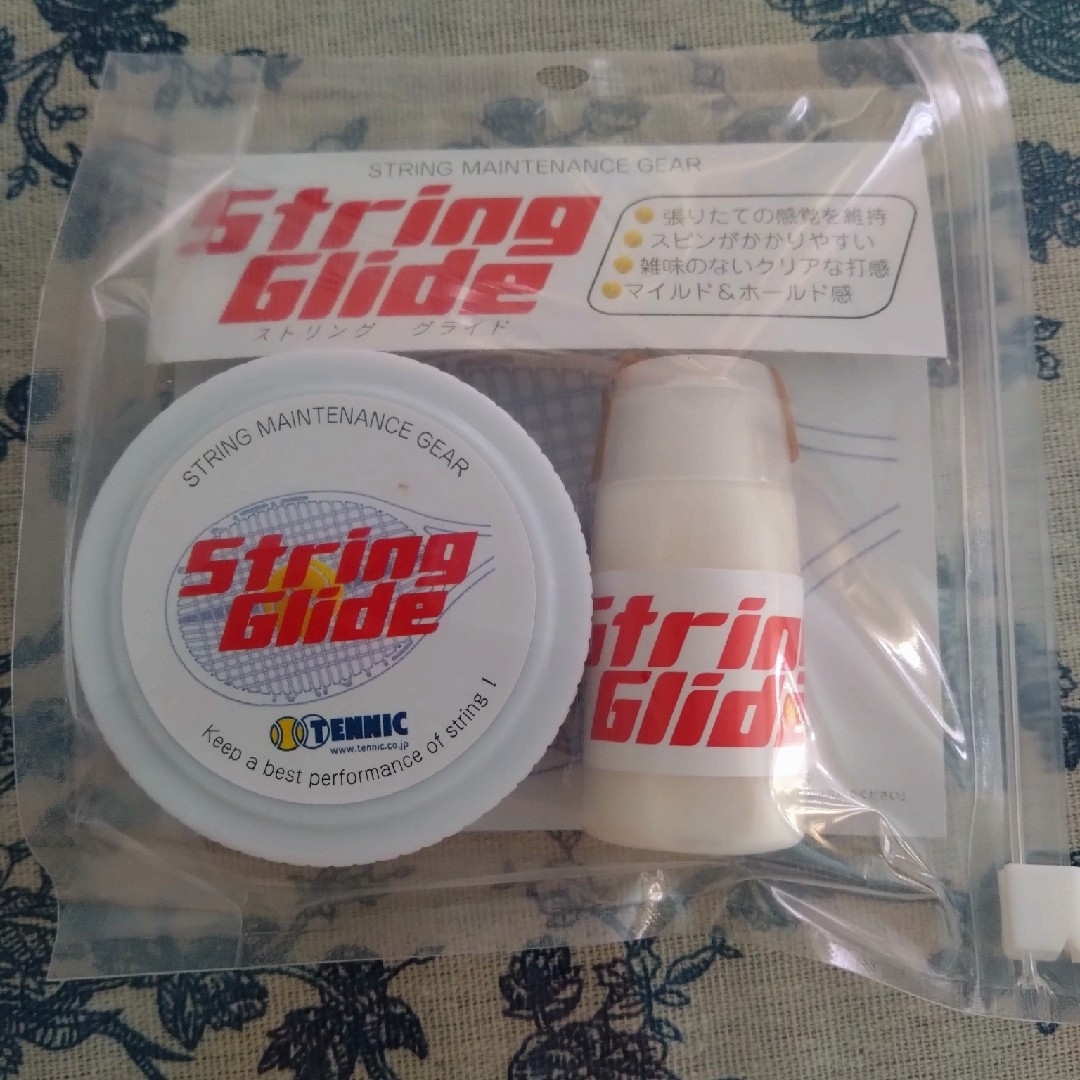 STRING MAINTENANCE GEAR
String
Glide
ストリング グライド
張りたての感覚を維持
スピンがかかりやすい
雑味のないクリアな打感
マイルド&ホールド感
STRING MAINTENANCE GEAR
String
Glide
TENNIC
www.tennic.co.jp
Keep a best performance of string!
String
Glide